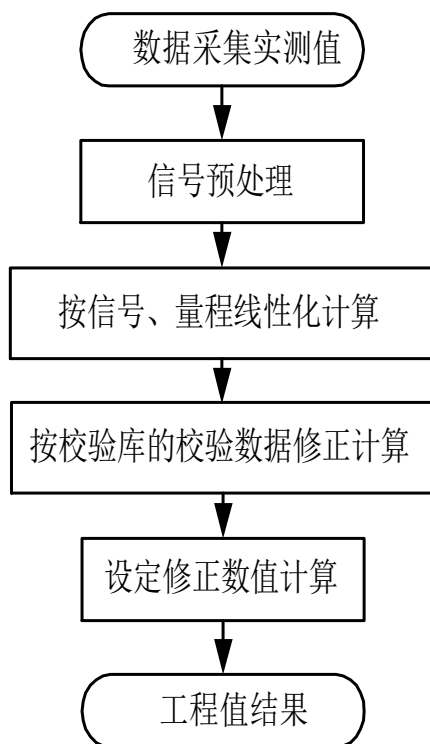 数据采集实测值
信号预处理
按信号、量程线性化计算
按校验库的校验数据修正计算
设定修正数值计算
工程值结果